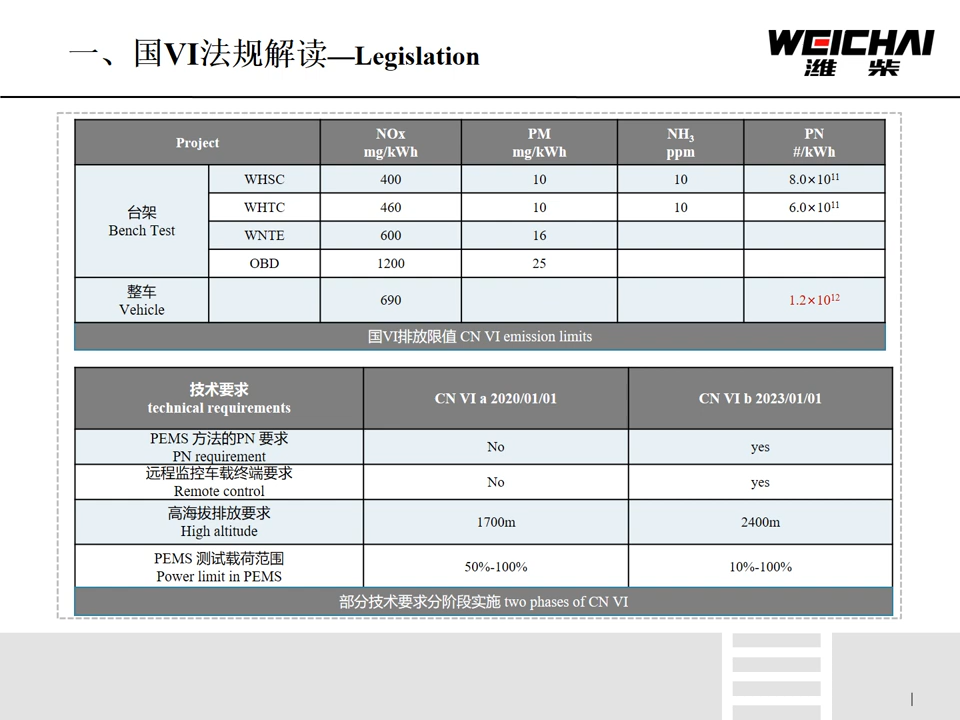 一、国VI法规解读—Legislation
WEICHAI
潍 柴
Project
NOx
mg/kWh
PM
mg/kWh
NH₃
ppm
PN
#/kWh
台架
Bench Test
WHSC
400
10
10
8.0×10¹¹
WHTC
460
10
10
6.0×10¹¹
WNTE
600
16
OBD
1200
25
整车
Vehicle
690
1.2×10¹²
国VI排放限值 CN VI emission limits
技术要求
technical requirements
CN VI a 2020/01/01
CN VI b 2023/01/01
PEMS 方法的PN 要求
PN requirement
No
yes
远程监控车载终端要求
Remote control
No
yes
高海拔排放要求
High altitude
1700m
2400m
PEMS 测试载荷范围
Power limit in PEMS
50%-100%
10%-100%
部分技术要求分阶段实施 two phases of CN VI
|